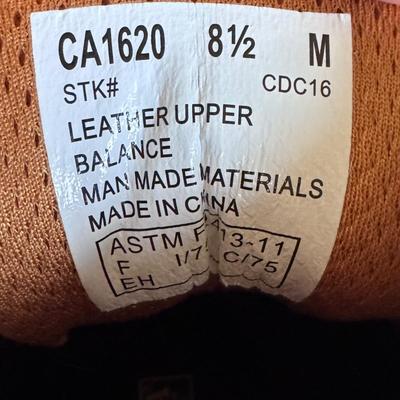 CA1620 8½ M
STK# CDC16
LEATHER UPPER
BALANCE
MAN MADE MATERIALS
MADE IN CHINA
ASTM 13-11
F I/75 C/75
EH